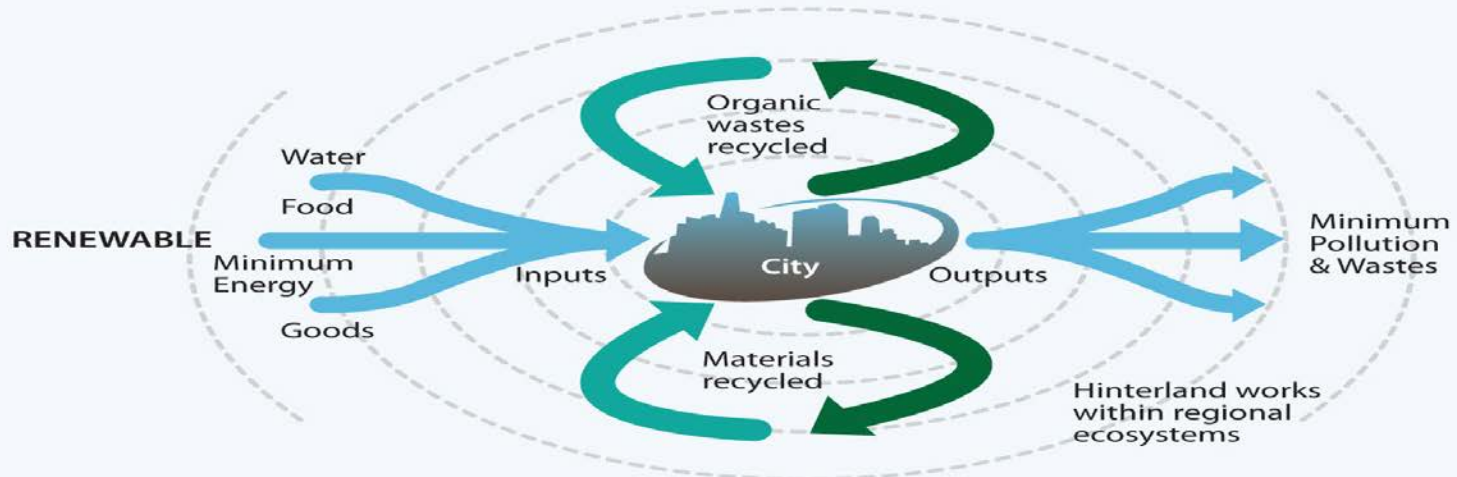 Organic
wastes
recycled
Water
Food
RENEWABLE
Minimum
Energy
Goods
Inputs
City
Outputs
Minimum
Pollution
& Wastes
Materials
recycled
Hinterland works
within regional
ecosystems